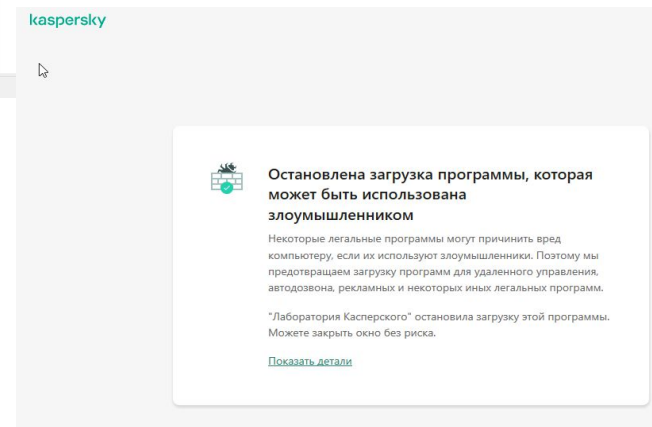 kaspersky
Остановлена загрузка программы, которая
может быть использована
злоумышленником
Некоторые легальные программы могут причинить вред
компьютеру, если их используют злоумышленники. Поэтому мы
предотвращаем загрузку программ для удаленного управления,
автодозвона, рекламных и некоторых иных легальных программ.
"Лаборатория Касперского" остановила загрузку этой программы.
Можете закрыть окно без риска.
Показать детали